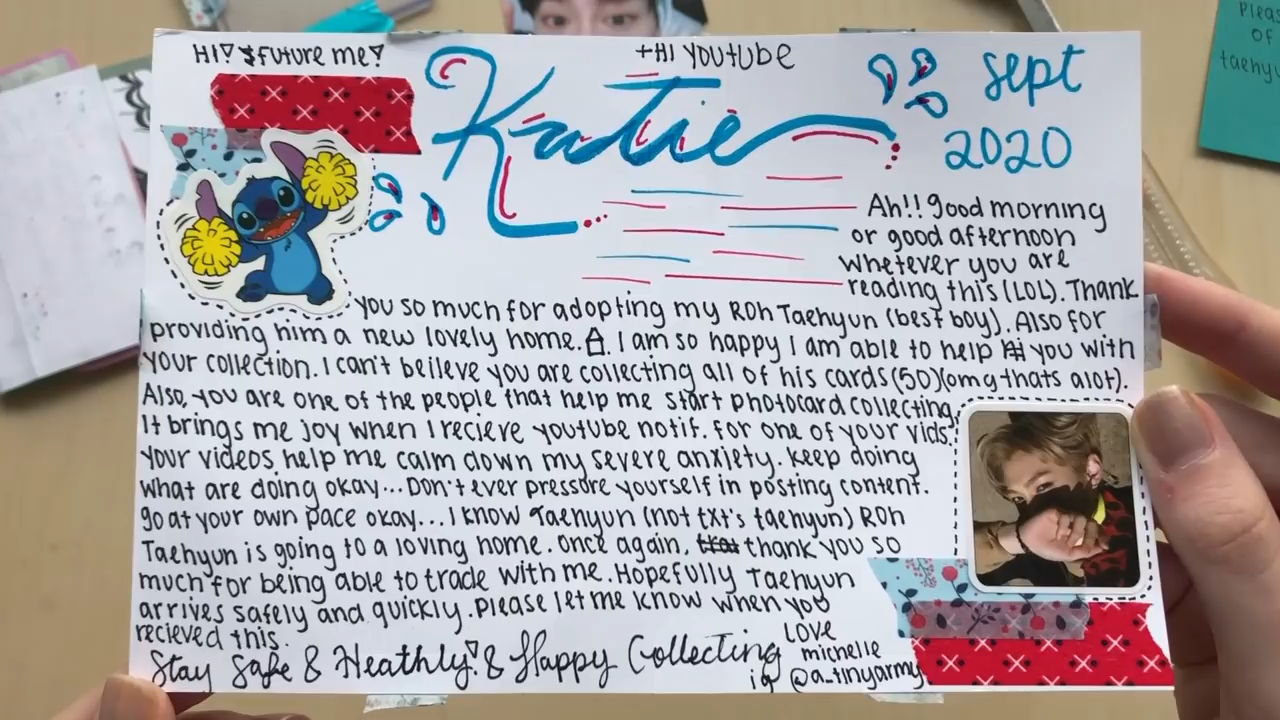 HI! future me!
+HI YOUTUBE
Katie
sept
2020
Ah!! good morning
or good afternoon
whetever you are
reading this (LOL). Thank
you so much for adopting my ROH Taehyun (best boy). Also for
providing him a new lovely home. I am so happy I am able to help you with
your collection. I can't beileve you are collecting all of his cards (50)(omg thats alot).
Also, you are one of the people that help me start photocard collecting.
It brings me joy when I recieve youtube notif. for one of your vids.
your videos help me calm down my severe anxiety. keep doing
what are doing okay... Don't ever pressure yourself in posting content.
go at your own pace okay... I know Taehyun (not txt's taehyun) ROH
Taehyun is going to a loving home. once again, thank you so
much for being able to trade with me. Hopefully Taehyun
arrives safely and quickly. please let me know when you
recieved this.
Stay Safe & Heathly! & Happy Collecting
LOVE
michelle
ig @a_tinyarmy
Pleas
of
taehyu